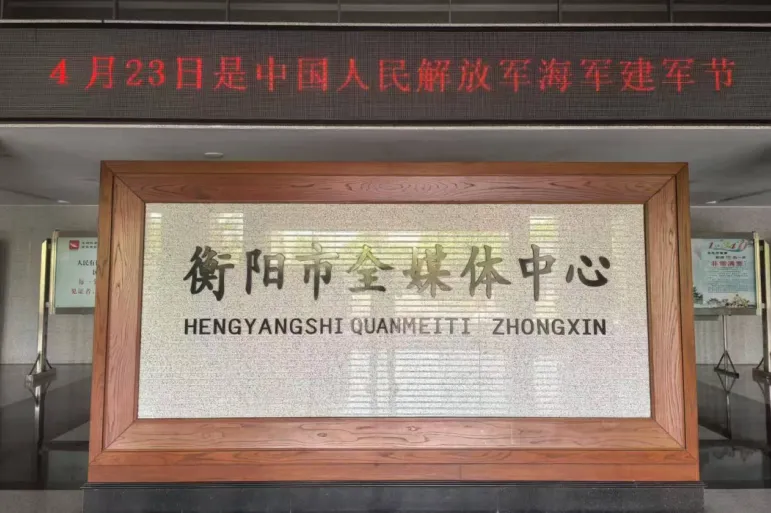 4月23日是中国人民解放军海军建军节
衡阳市全媒体中心
HENGYANGSHI QUANMEITI ZHONGXIN